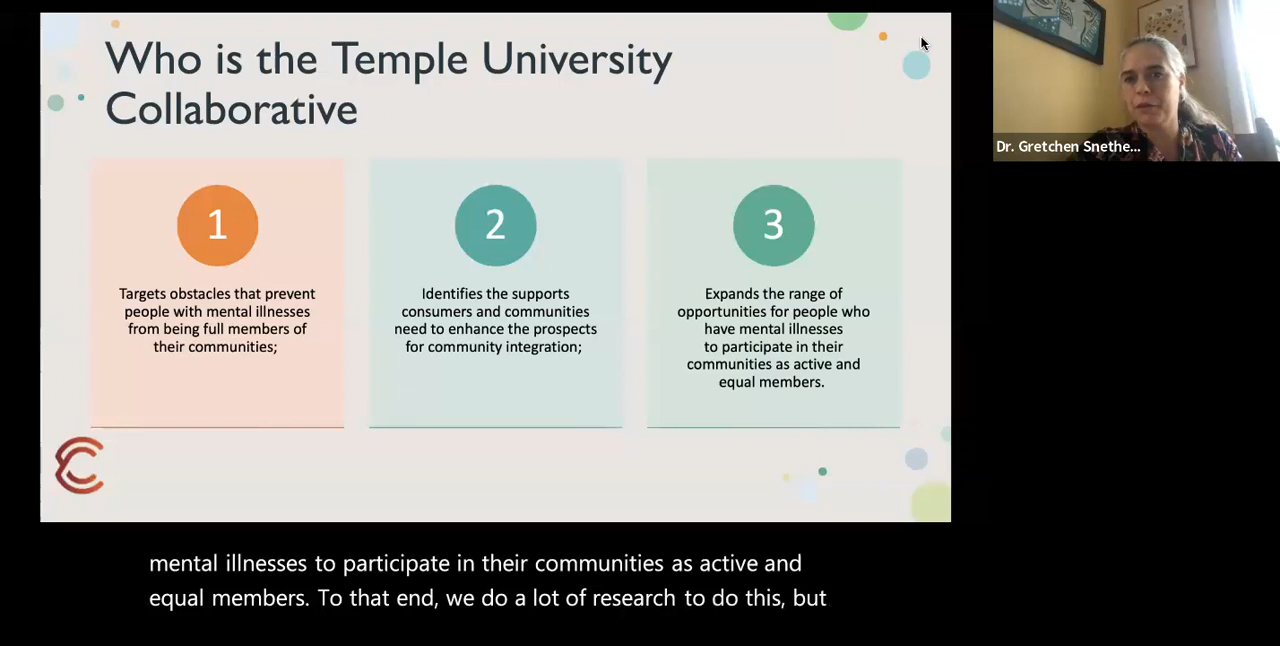 Who is the Temple University
Collaborative
1
Targets obstacles that prevent
people with mental illnesses
from being full members of
their communities;
2
Identifies the supports
consumers and communities
need to enhance the prospects
for community integration;
3
Expands the range of
opportunities for people who
have mental illnesses
to participate in their
communities as active and
equal members.
Dr. Gretchen Snethe...
mental illnesses to participate in their communities as active and
equal members. To that end, we do a lot of research to do this, but